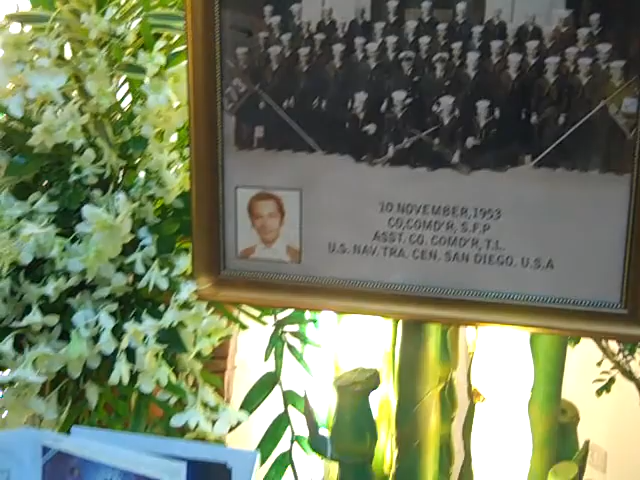 10 NOVEMBER,1953
CO,COMD'R, S.F.P
ASST. CO. COMD'R, T.L.
U.S. NAV. TRA. CEN. SAN DIEGO. U.S.A